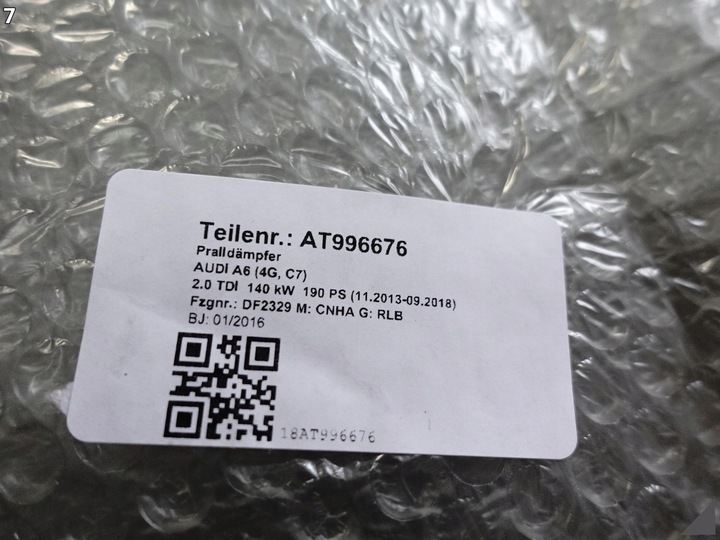 7
Teilenr.: AT996676
Pralldämpfer
AUDI A6 (4G, C7)
2.0 TDI 140 kW 190 PS (11.2013-09.2018)
Fzgnr.: DF2329 M: CNHA G: RLB
BJ: 01/2016
18AT996676